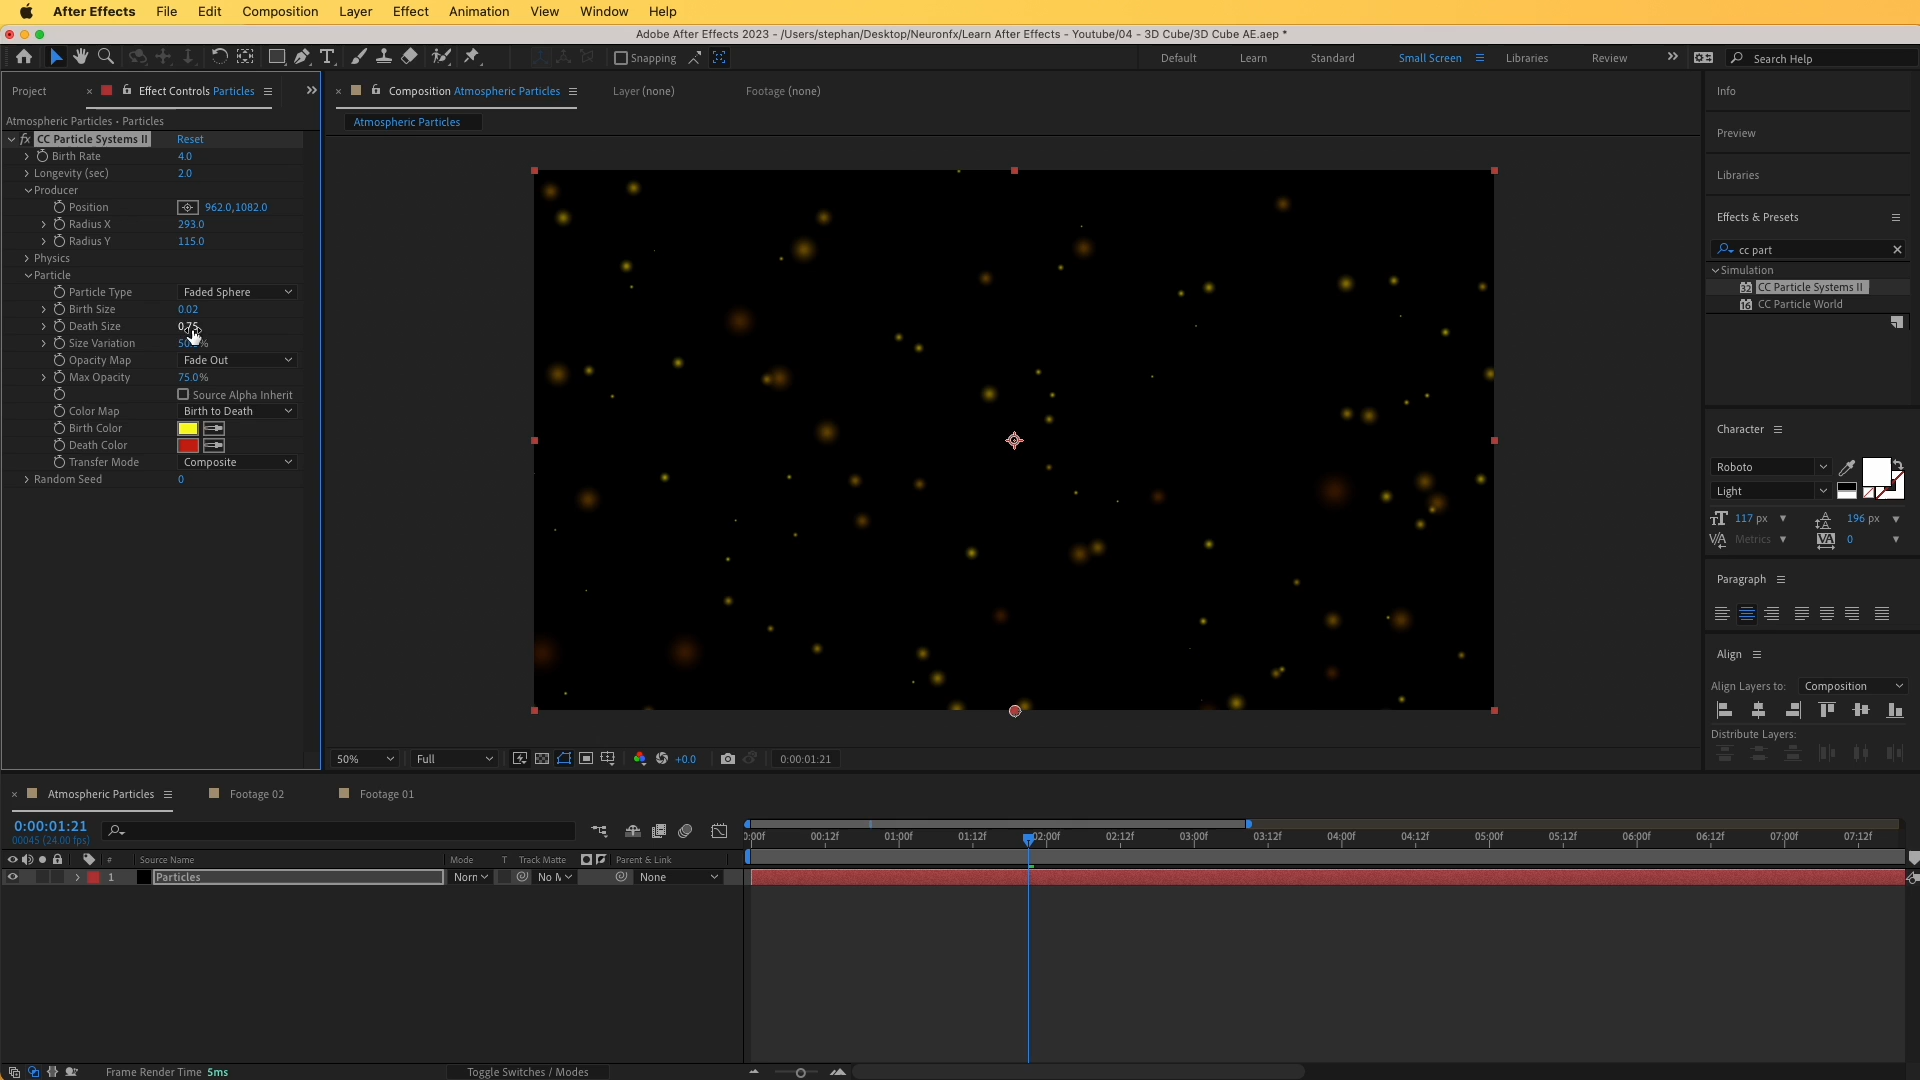 After Effects File Edit Composition Layer Effect Animation View Window Help
Adobe After Effects 2023 - /Users/stephan/Desktop/Neuronfx/Learn After Effects - Youtube/04 - 3D Cube/3D Cube AE.aep *
Snapping Default Learn Standard Small Screen Libraries Review Search Help
Project Effect Controls Particles Composition Atmospheric Particles Layer (none) Footage (none) Info
Atmospheric Particles • Particles Atmospheric Particles
fx CC Particle Systems II Reset
Birth Rate 4.0
Longevity (sec) 2.0
Producer
Position 962.0,1082.0
Radius X 293.0
Radius Y 115.0
Physics
Particle
Particle Type Faded Sphere
Birth Size 0.02
Death Size 0.75
Size Variation
Opacity Map Fade Out
Max Opacity 75.0%
Source Alpha Inherit
Color Map Birth to Death
Birth Color
Death Color
Transfer Mode Composite
Random Seed 0
Preview
Libraries
Effects & Presets
cc part
Simulation
32 CC Particle Systems II
16 CC Particle World
Character
Roboto
Light
117 px 196 px
Metrics 0
Paragraph
Align
Align Layers to: Composition
Distribute Layers:
50% Full +0.0 0:00:01:21
Atmospheric Particles Footage 02 Footage 01
0:00:01:21
00045 (24.00 fps)
0:00f 00:12f 01:00f 01:12f 02:00f 02:12f 03:00f 03:12f 04:00f 04:12f 05:00f 05:12f 06:00f 06:12f 07:00f 07:12f
# Source Name Mode T Track Matte Parent & Link
1 Particles Norn No M None
Frame Render Time 5ms Toggle Switches / Modes